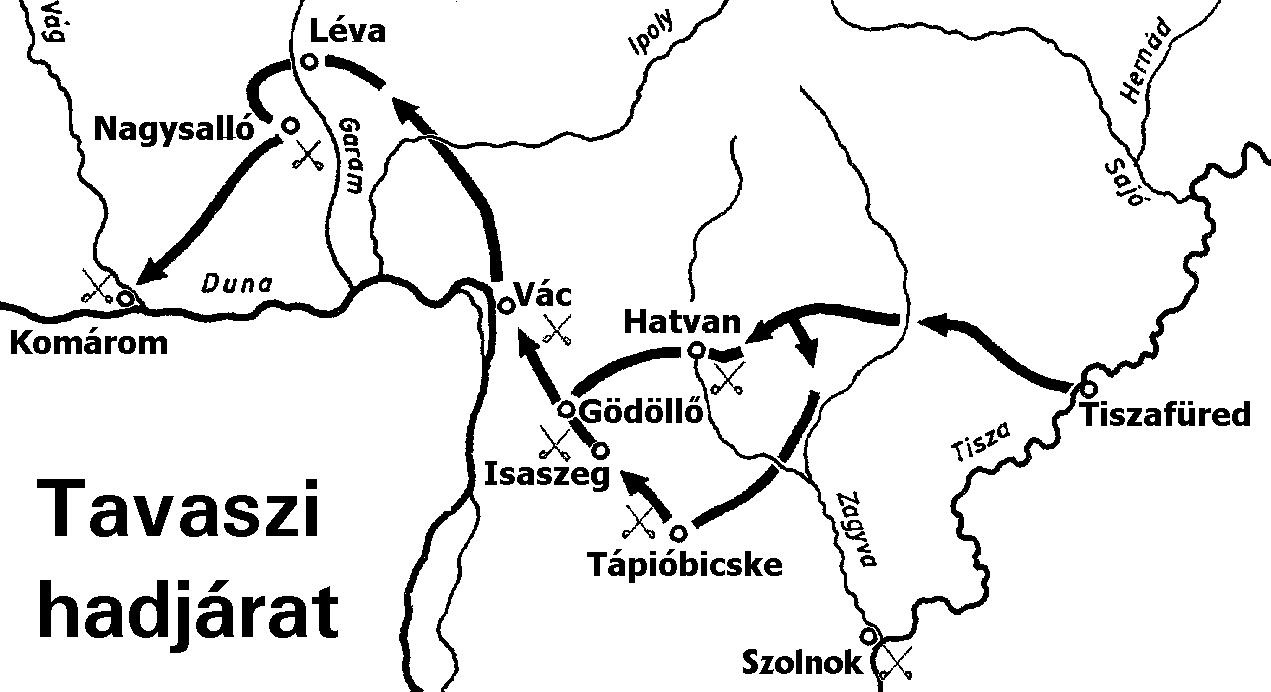 Vág
Léva
Ipoly
Hernád
Nagysalló
Garam
Sajó
Duna
Vác
Komárom
Hatvan
Gödöllő
Tiszafüred
Tisza
Isaszeg
Zagyva
Tápióbicske
Szolnok
Tavaszi
hadjárat